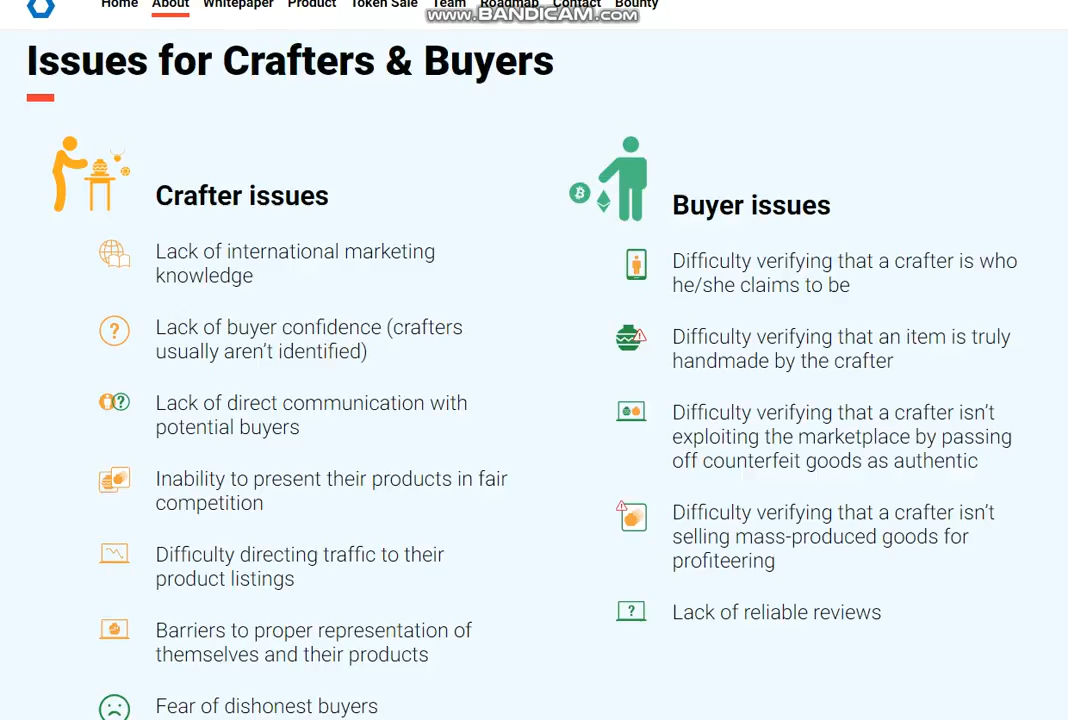 Home About Whitepaper Product Token Sale Team Roadmap Contact Bounty
www.BANDICAM.com
Issues for Crafters & Buyers
Crafter issues
Lack of international marketing
knowledge
Lack of buyer confidence (crafters
usually aren't identified)
Lack of direct communication with
potential buyers
Inability to present their products in fair
competition
Difficulty directing traffic to their
product listings
Barriers to proper representation of
themselves and their products
Fear of dishonest buyers
Buyer issues
Difficulty verifying that a crafter is who
he/she claims to be
Difficulty verifying that an item is truly
handmade by the crafter
Difficulty verifying that a crafter isn't
exploiting the marketplace by passing
off counterfeit goods as authentic
Difficulty verifying that a crafter isn't
selling mass-produced goods for
profiteering
Lack of reliable reviews